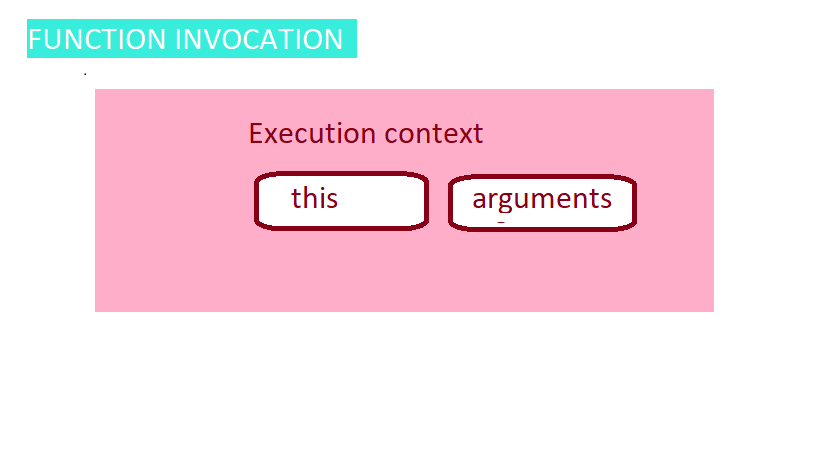 FUNCTION INVOCATION
Execution context
this
arguments